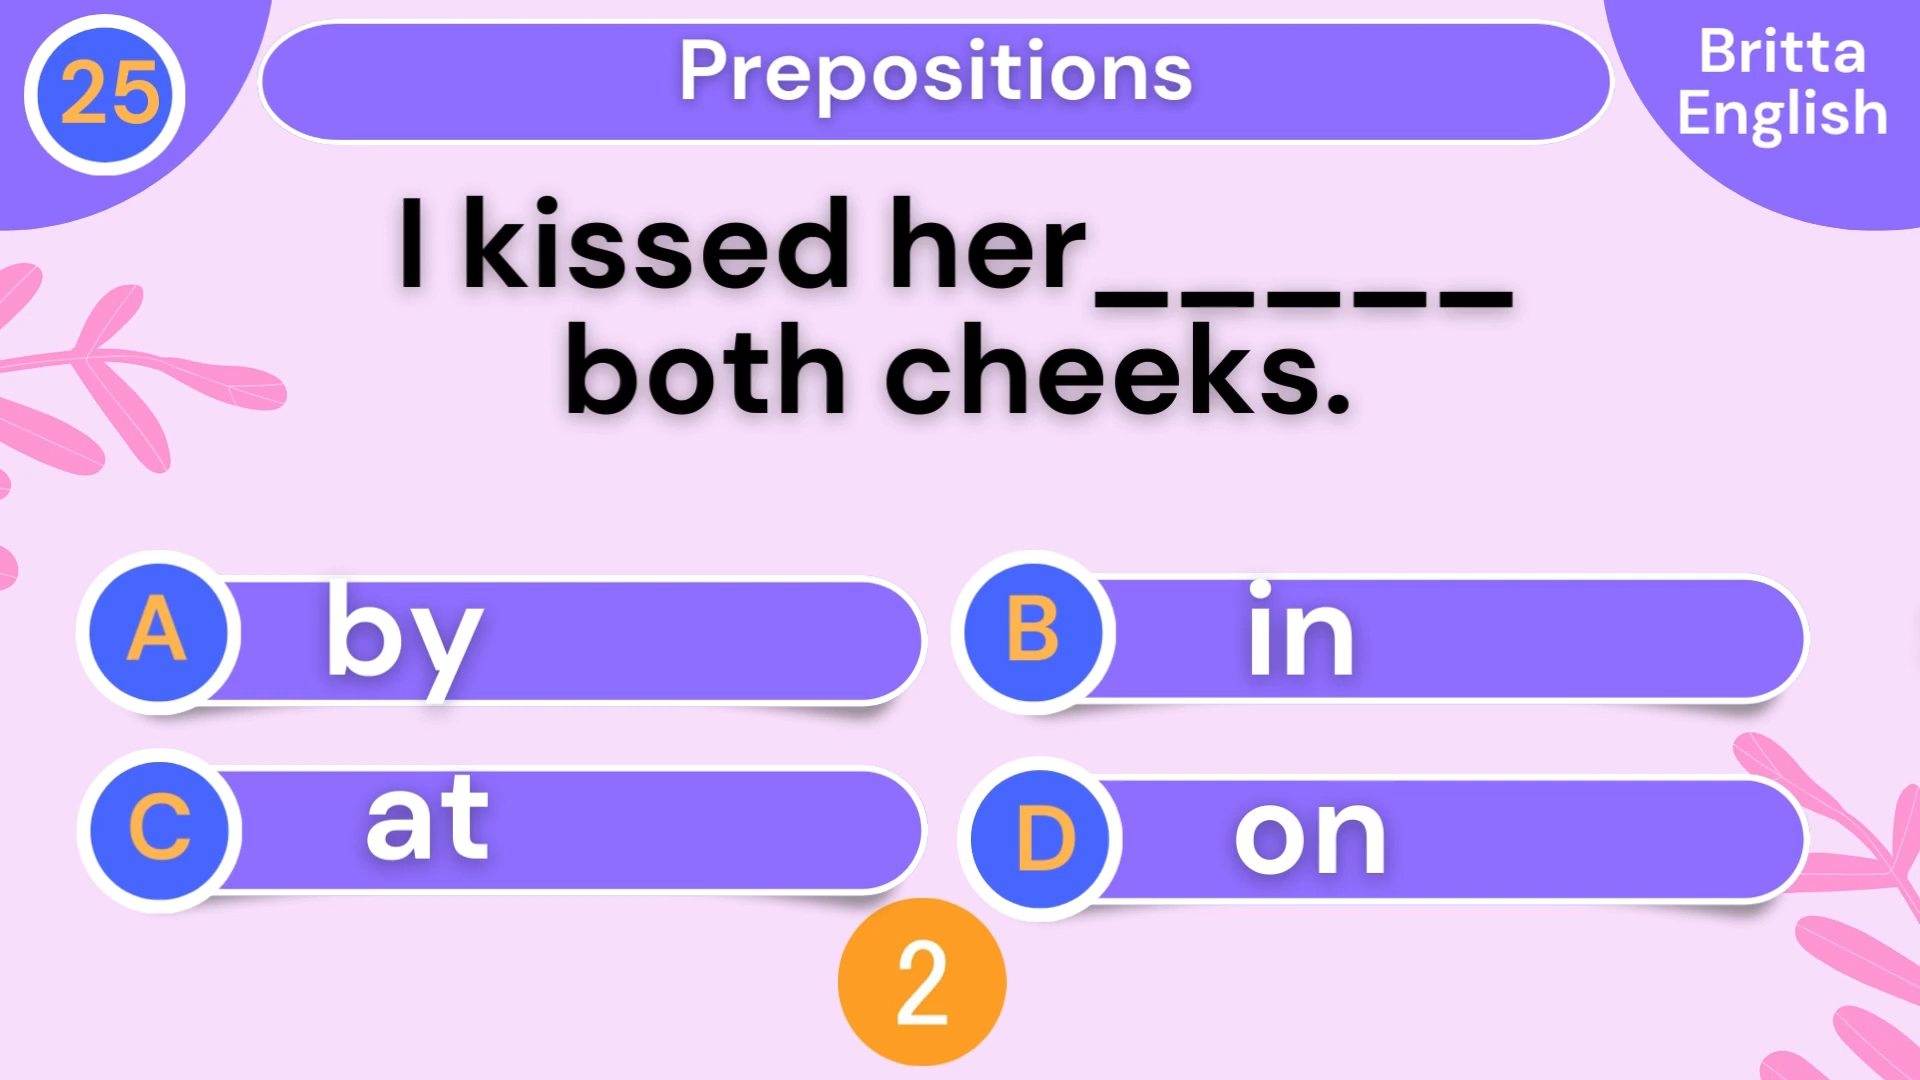 25
Prepositions
Britta
English
I kissed her_____
both cheeks.
A by
B in
C at
D on
2